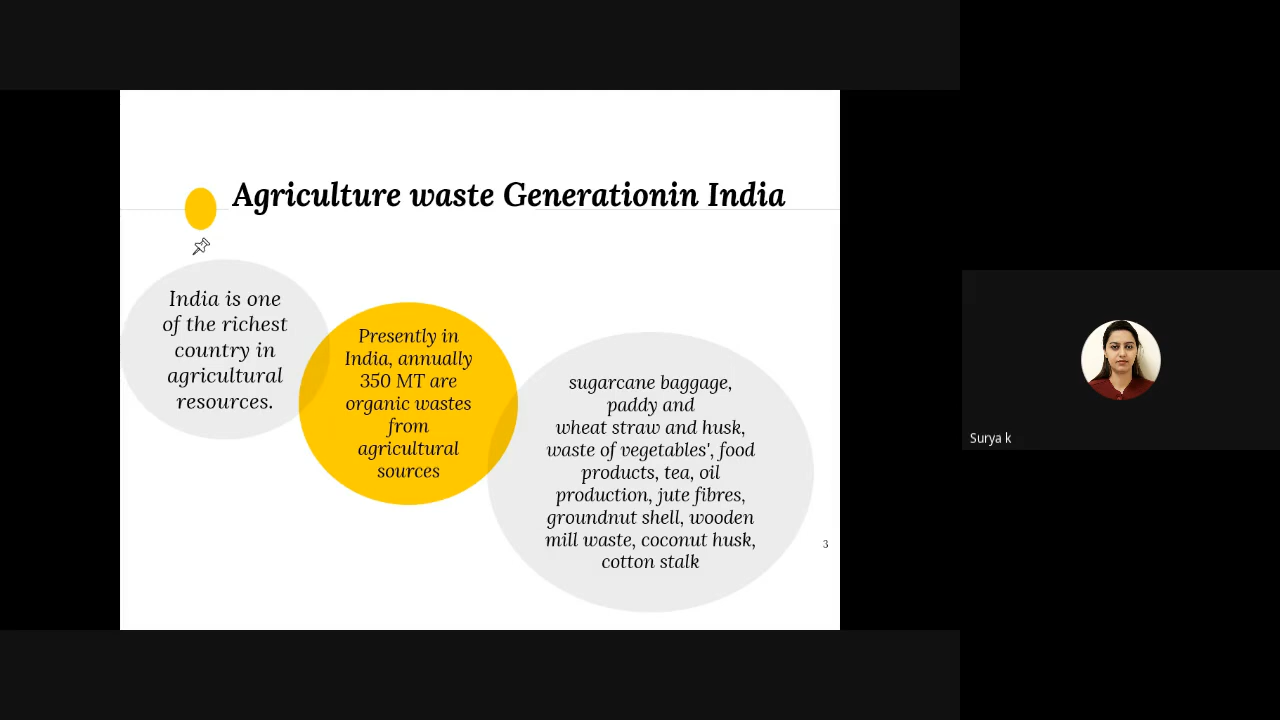 Agriculture waste Generationin India
India is one
of the richest
country in
agricultural
resources.
Presently in
India, annually
350 MT are
organic wastes
from
agricultural
sources
sugarcane baggage,
paddy and
wheat straw and husk,
waste of vegetables', food
products, tea, oil
production, jute fibres,
groundnut shell, wooden
mill waste, coconut husk,
cotton stalk
3
Surya k